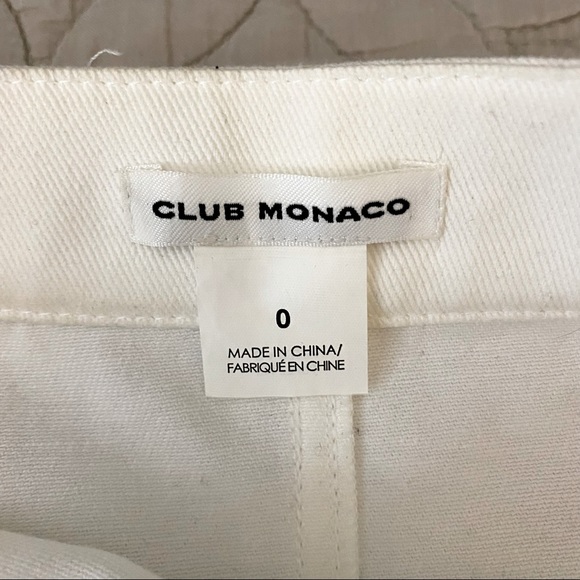 CLUB MONACO
0
MADE IN CHINA/
FABRIQUÉ EN CHINE